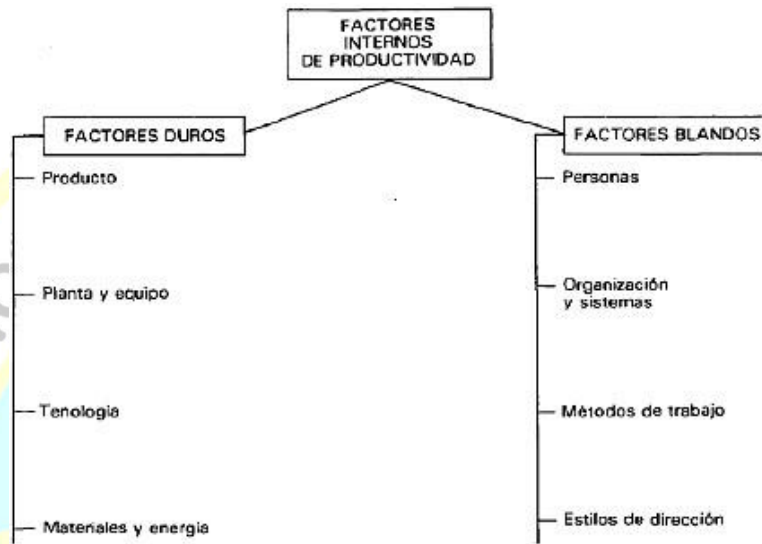 FACTORES
INTERNOS
DE PRODUCTIVIDAD
FACTORES DUROS
Producto
Planta y equipo
Tenologia
Materiales y energia
FACTORES BLANDOS
Personas
Organización
y sistemas
Métodos de trabajo
Estilos de dirección